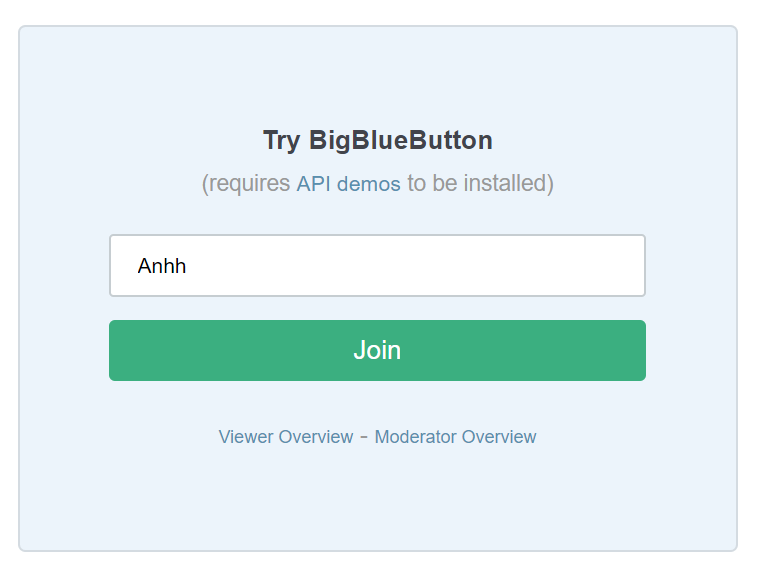 Try BigBlueButton
(requires API demos to be installed)
Anhh
Join
Viewer Overview - Moderator Overview